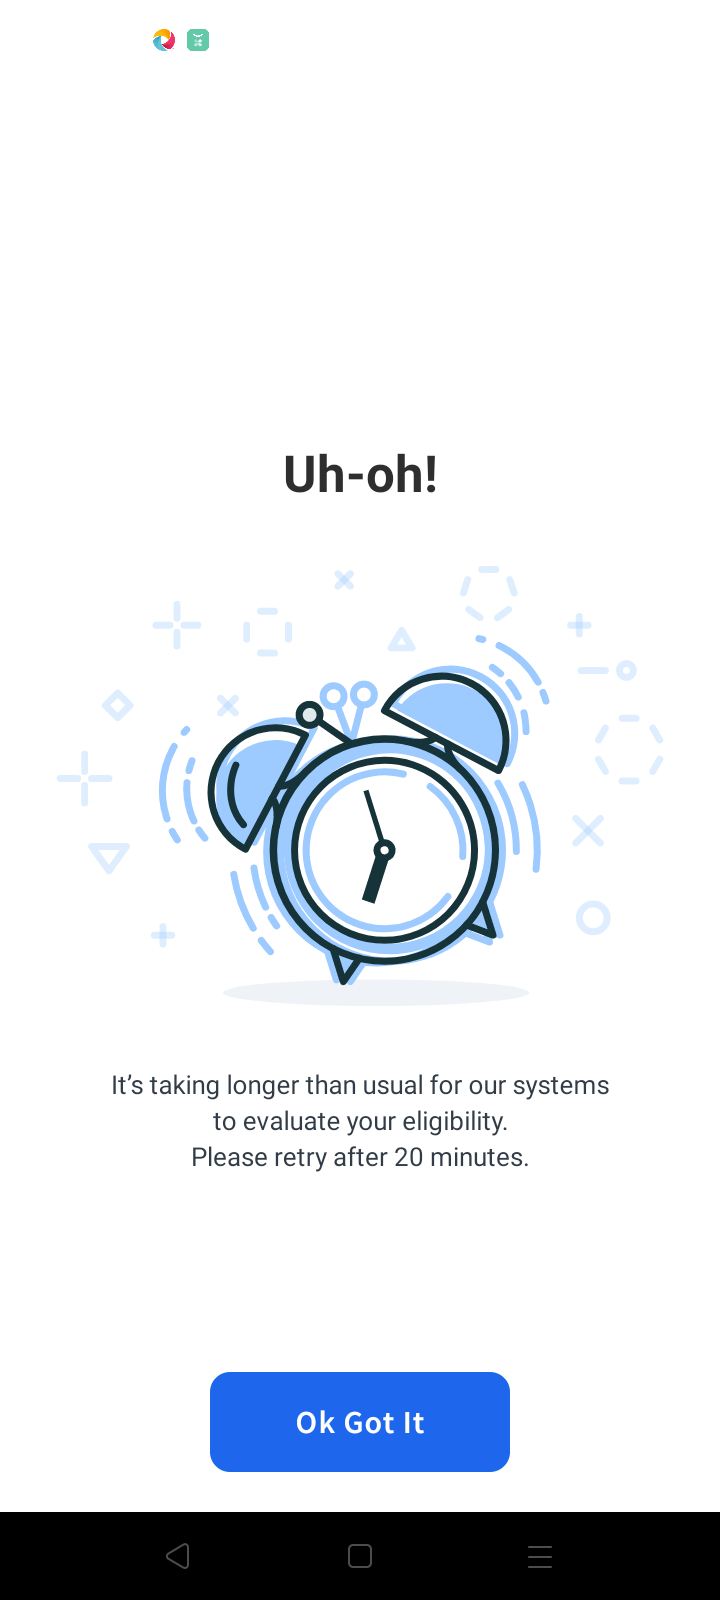 Uh-oh!
It’s taking longer than usual for our systems
to evaluate your eligibility.
Please retry after 20 minutes.
Ok Got It